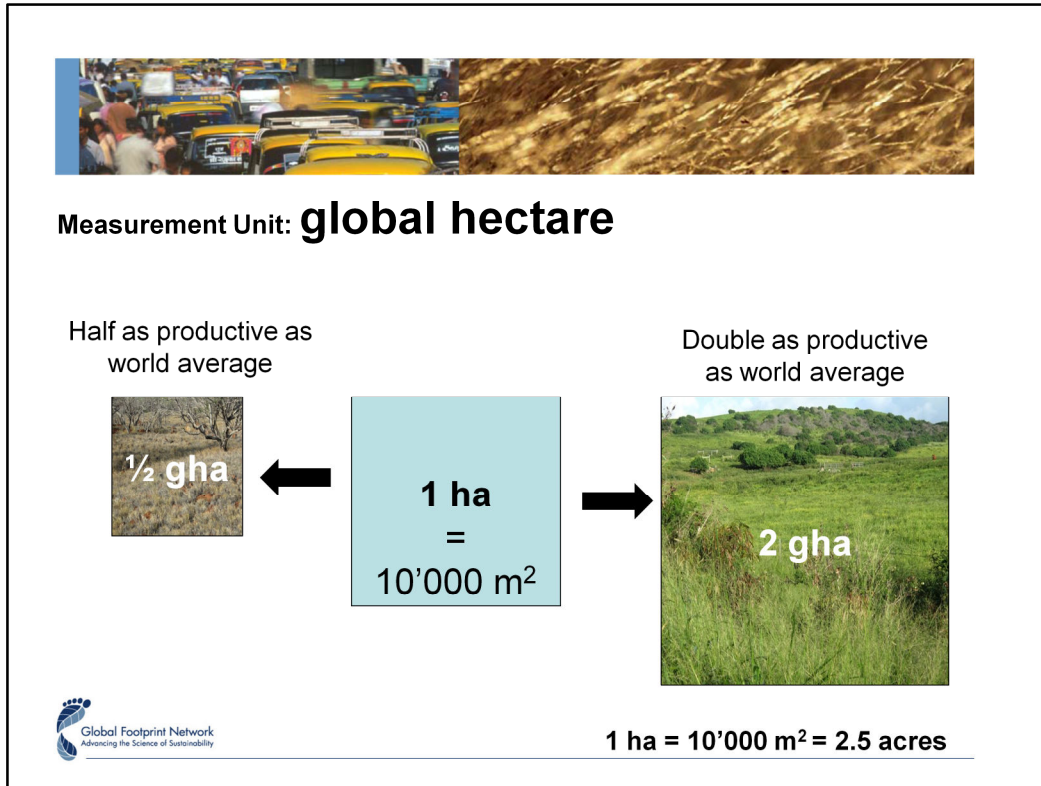 Measurement Unit: global hectare
Half as productive as
world average
Double as productive
as world average
½ gha
1 ha
=
10’000 m²
2 gha
Global Footprint Network
Advancing the Science of Sustainability
1 ha = 10’000 m² = 2.5 acres